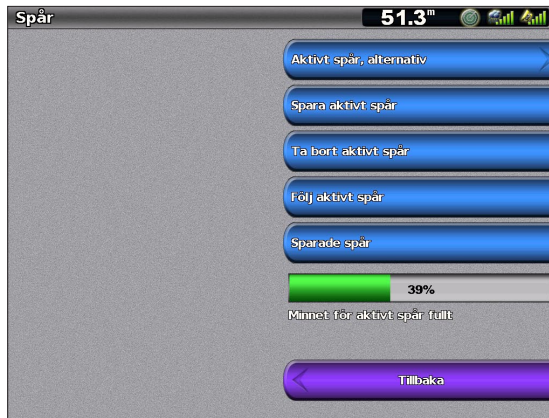 Spår
51.3m
Aktivt spår, alternativ
Spara aktivt spår
Ta bort aktivt spår
Följ aktivt spår
Sparade spår
39%
Minnet för aktivt spår fullt
Tillbaka